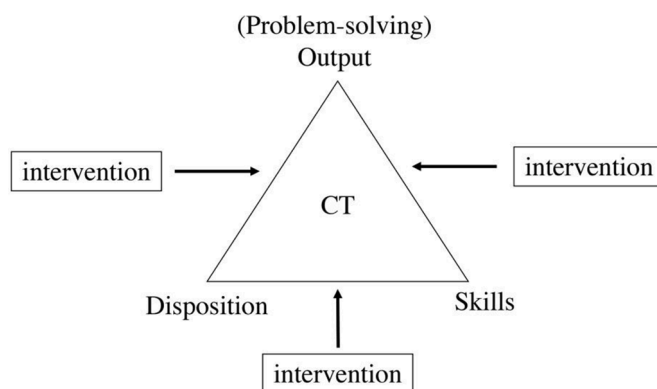 (Problem-solving)
Output
intervention
intervention
CT
Disposition
Skills
intervention